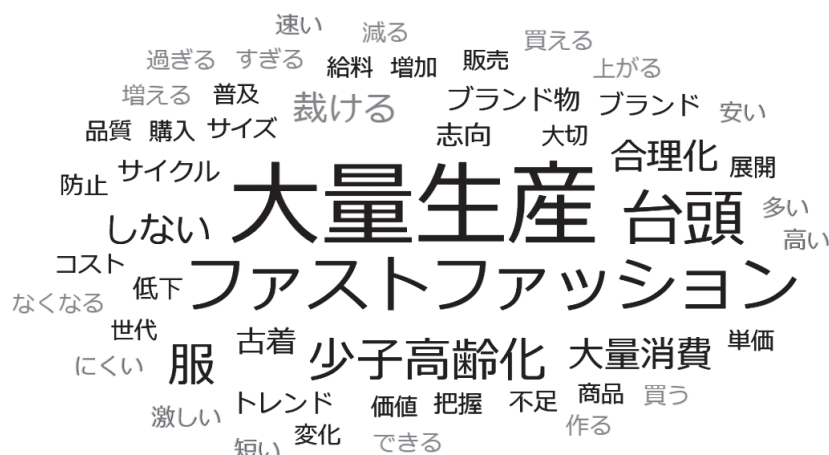 速い 減る 買える
過ぎる すぎる 給料 増加 販売 上がる
増える 普及 裁ける ブランド物 ブランド 安い
品質 購入 サイズ 志向 大切 合理化 展開
防止 サイクル 大量生産 台頭 多い
しない 高い
コスト 低下 ファストファッション
なくなる
世代 服 古着 少子高齢化 大量消費 単価
にくい
激しい トレンド 価値 把握 不足 商品 買う
短い 変化 できる 作る